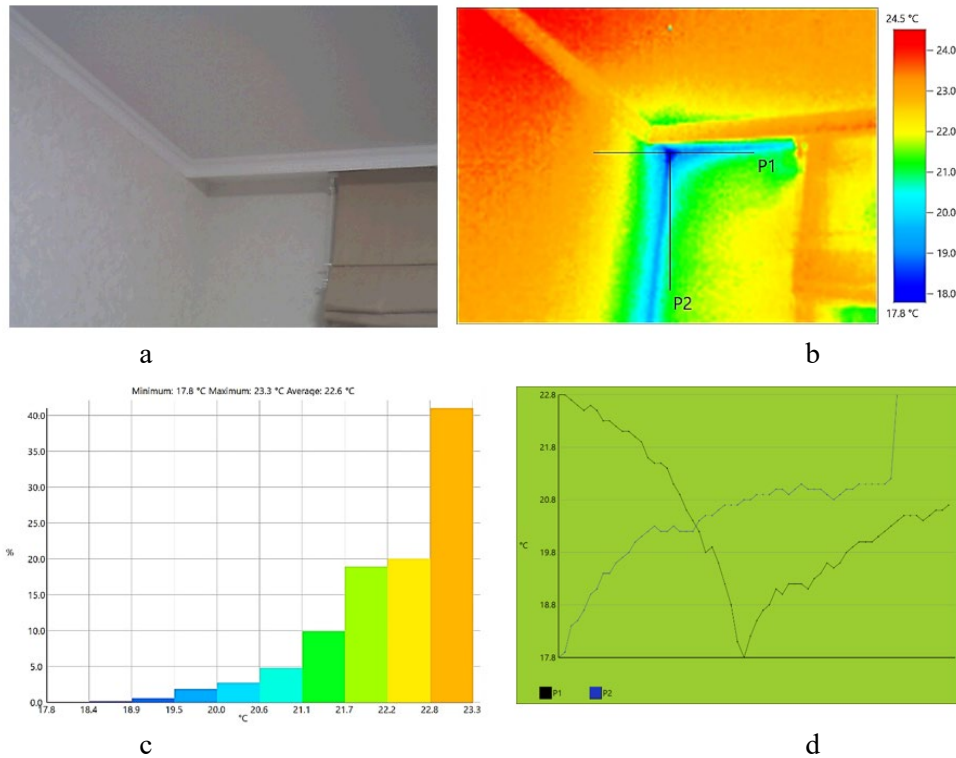 24.5 °C
24.0
23.0
22.0
21.0
20.0
19.0
18.0
17.8 °C
P1
P2
a
b
Minimum: 17.8 °C Maximum: 23.3 °C Average: 22.6 °C
40.0
35.0
30.0
25.0
20.0
15.0
10.0
5.0
0.0
%
17.8 18.4 18.9 19.5 20.0 20.6 21.1 21.7 22.2 22.8 23.3
°C
22.8
21.8
20.8
19.8
18.8
17.8
°C
P1 P2
c
d